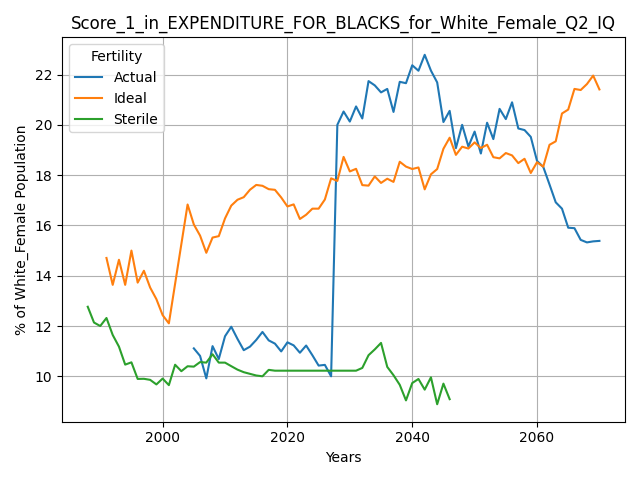 Score_1_in_EXPENDITURE_FOR_BLACKS_for_White_Female_Q2_IQ
Fertility
Actual
Ideal
Sterile
% of White_Female Population
22
20
18
16
14
12
10
2000
2020
2040
2060
Years